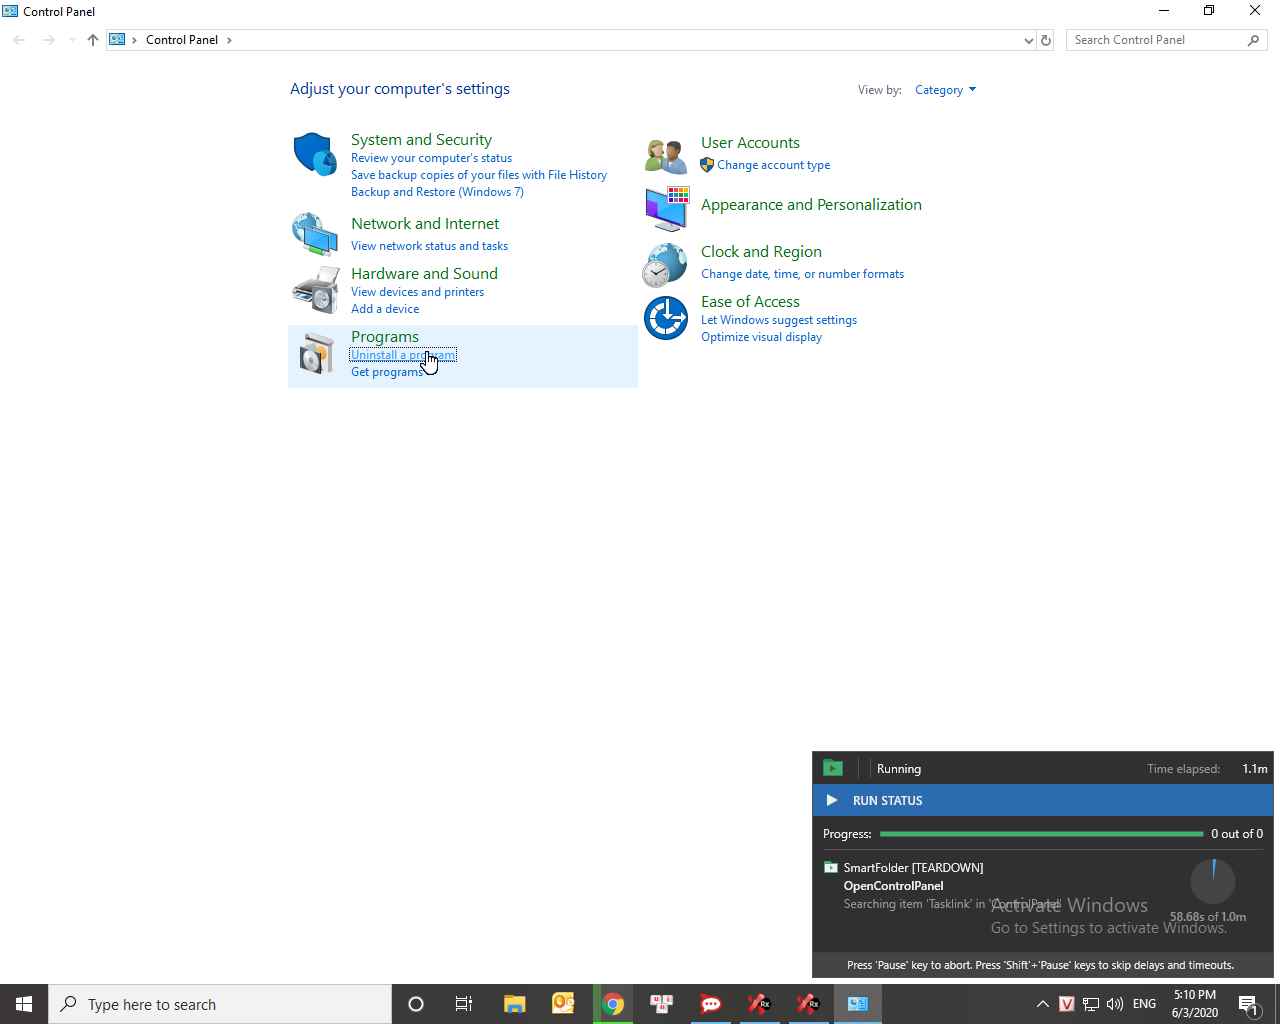 Control Panel
Control Panel
Search Control Panel
Adjust your computer's settings
View by: Category
System and Security
Review your computer's status
Save backup copies of your files with File History
Backup and Restore (Windows 7)
Network and Internet
View network status and tasks
Hardware and Sound
View devices and printers
Add a device
Programs
Uninstall a program
Get programs
User Accounts
Change account type
Appearance and Personalization
Clock and Region
Change date, time, or number formats
Ease of Access
Let Windows suggest settings
Optimize visual display
Running
Time elapsed: 1.1m
RUN STATUS
Progress: 0 out of 0
SmartFolder [TEARDOWN]
OpenControlPanel
Searching item 'Tasklink' in 'ControlPanel'
58.68s of 1.0m
Activate Windows
Go to Settings to activate Windows.
Press 'Pause' key to abort. Press 'Shift'+'Pause' keys to skip delays and timeouts.
Type here to search
ENG
5:10 PM
6/3/2020
1